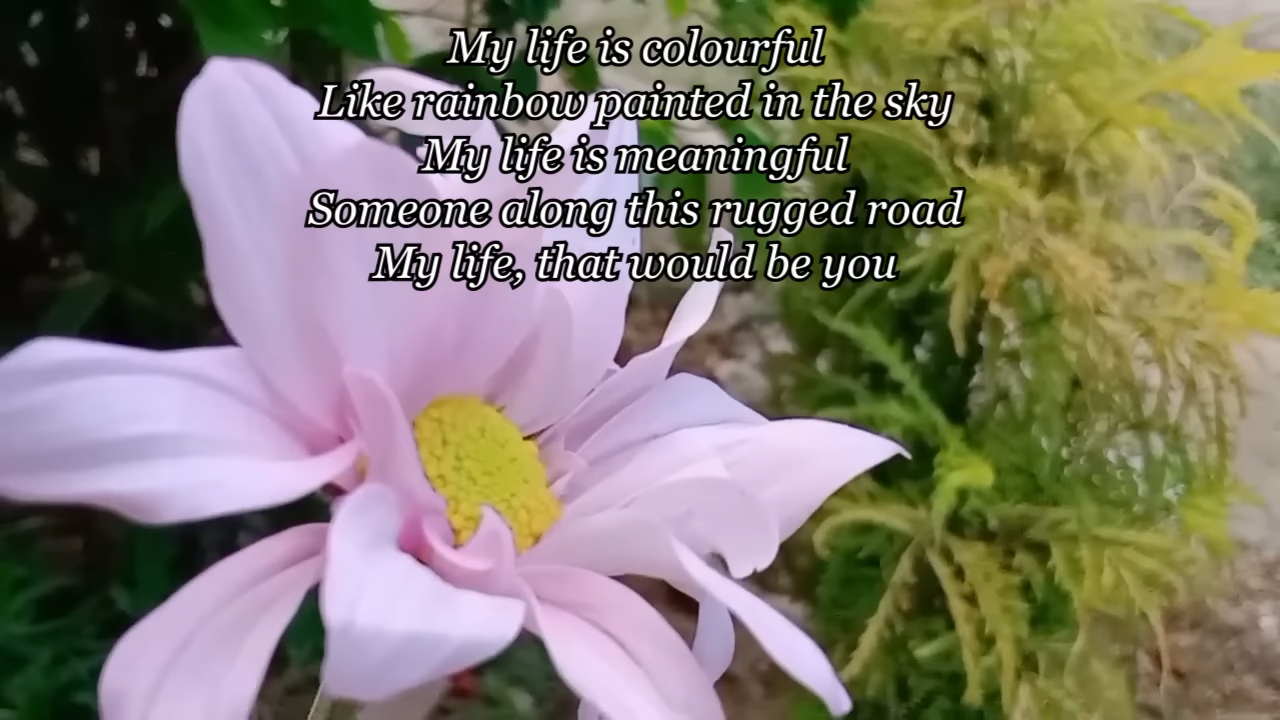 My life is colourful
Like rainbow painted in the sky
My life is meaningful
Someone along this rugged road
My life, that would be you